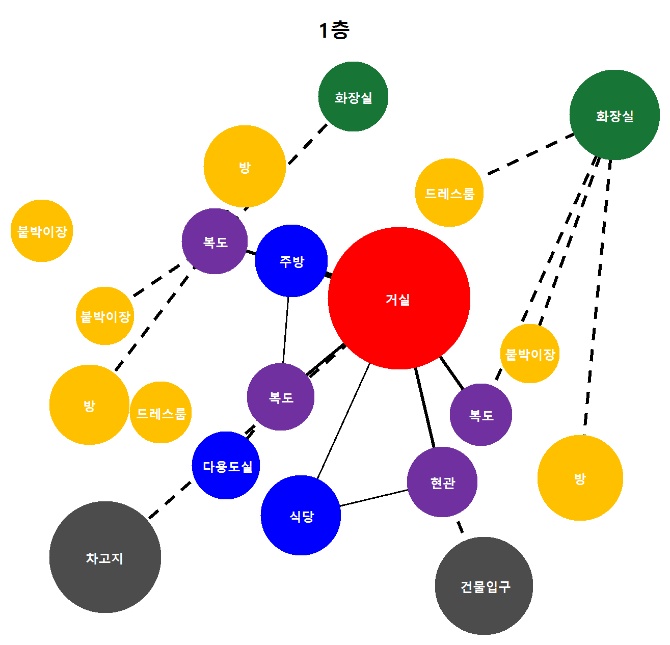 1층
화장실
화장실
방
드레스룸
붙박이장
복도
주방
거실
붙박이장
붙박이장
복도
방
드레스룸
복도
다용도실
방
현관
식당
차고지
건물입구